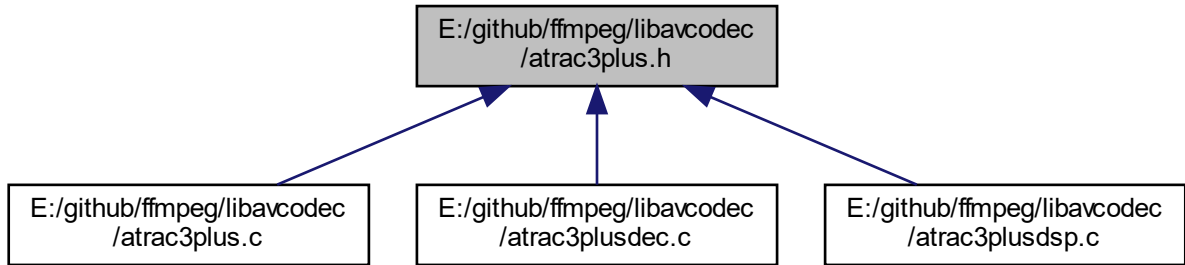 E:/github/ffmpeg/libavcodec
/atrac3plus.h
E:/github/ffmpeg/libavcodec
/atrac3plus.c
E:/github/ffmpeg/libavcodec
/atrac3plusdec.c
E:/github/ffmpeg/libavcodec
/atrac3plusdsp.c